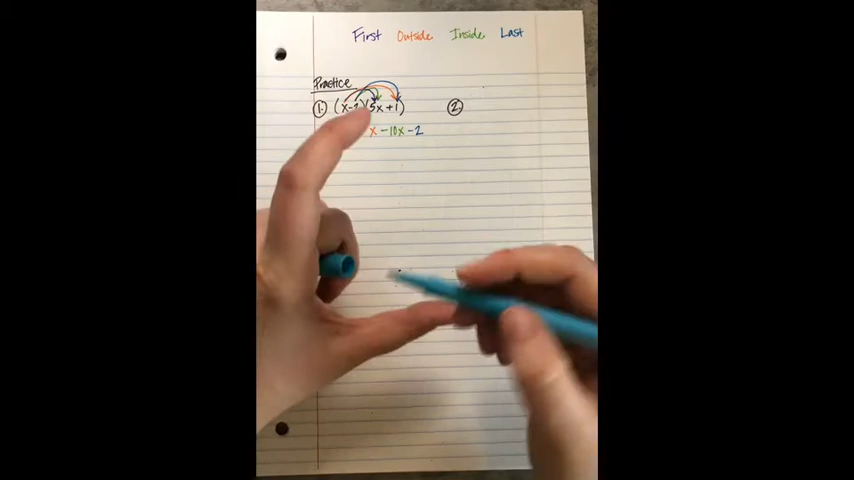 First Outside Inside Last
Practice
1. (x-2)(5x+1) 2.
x -10x -2